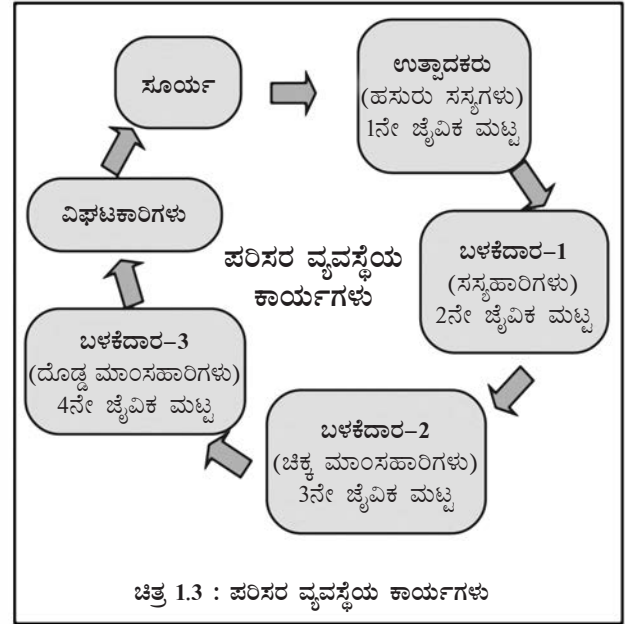 ಸೂರ್ಯ
ಉತ್ಪಾದಕರು
(ಹಸುರು ಸಸ್ಯಗಳು)
1ನೇ ಜೈವಿಕ ಮಟ್ಟ
ಬಳಕೆದಾರ–1
(ಸಸ್ಯಹಾರಿಗಳು)
2ನೇ ಜೈವಿಕ ಮಟ್ಟ
ಬಳಕೆದಾರ–2
(ಚಿಕ್ಕ ಮಾಂಸಹಾರಿಗಳು)
3ನೇ ಜೈವಿಕ ಮಟ್ಟ
ಬಳಕೆದಾರ–3
(ದೊಡ್ಡ ಮಾಂಸಹಾರಿಗಳು)
4ನೇ ಜೈವಿಕ ಮಟ್ಟ
ವಿಘಟಕಾರಿಗಳು
ಪರಿಸರ ವ್ಯವಸ್ಥೆಯ
ಕಾರ್ಯಗಳು
ಚಿತ್ರ 1.3 : ಪರಿಸರ ವ್ಯವಸ್ಥೆಯ ಕಾರ್ಯಗಳು